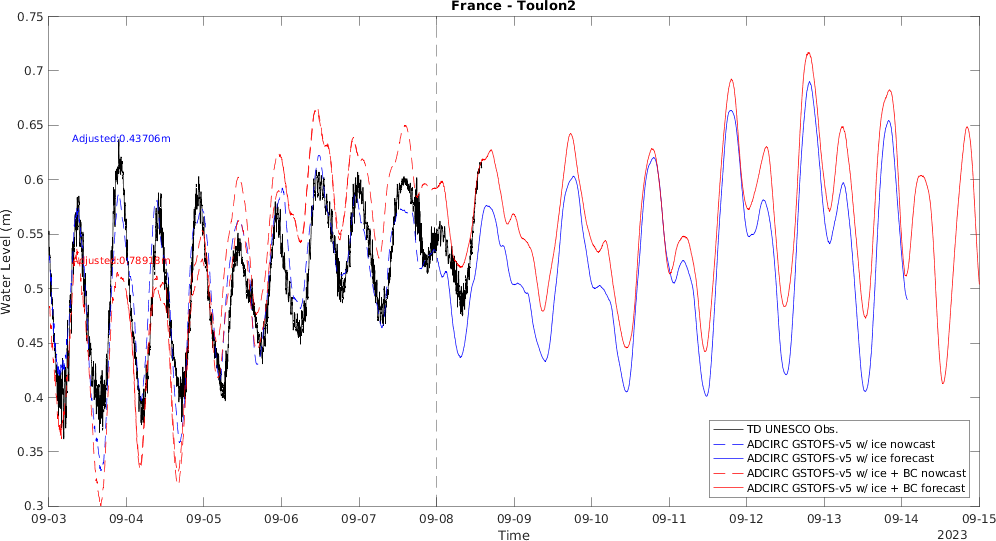 France - Toulon2
0.75
0.7
0.65
0.6
0.55
0.5
0.45
0.4
0.35
0.3
Water Level (m)
Adjusted:0.43706m
TD UNESCO Obs.
ADCIRC GSTOFS-v5 w/ ice nowcast
ADCIRC GSTOFS-v5 w/ ice forecast
ADCIRC GSTOFS-v5 w/ ice + BC nowcast
ADCIRC GSTOFS-v5 w/ ice + BC forecast
09-03 09-04 09-05 09-06 09-07 09-08 09-09 09-10 09-11 09-12 09-13 09-14 09-15
Time
2023